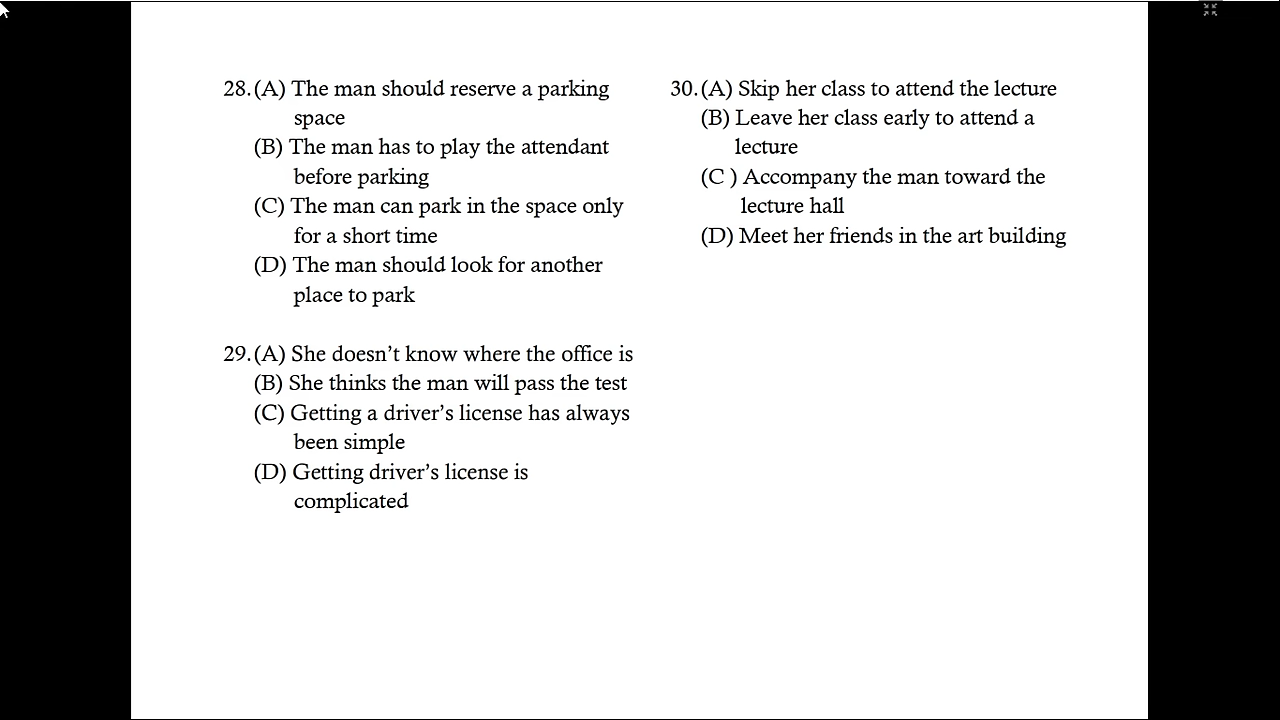 28.(A) The man should reserve a parking
space
(B) The man has to play the attendant
before parking
(C) The man can park in the space only
for a short time
(D) The man should look for another
place to park
29.(A) She doesn’t know where the office is
(B) She thinks the man will pass the test
(C) Getting a driver’s license has always
been simple
(D) Getting driver’s license is
complicated
30.(A) Skip her class to attend the lecture
(B) Leave her class early to attend a
lecture
(C ) Accompany the man toward the
lecture hall
(D) Meet her friends in the art building